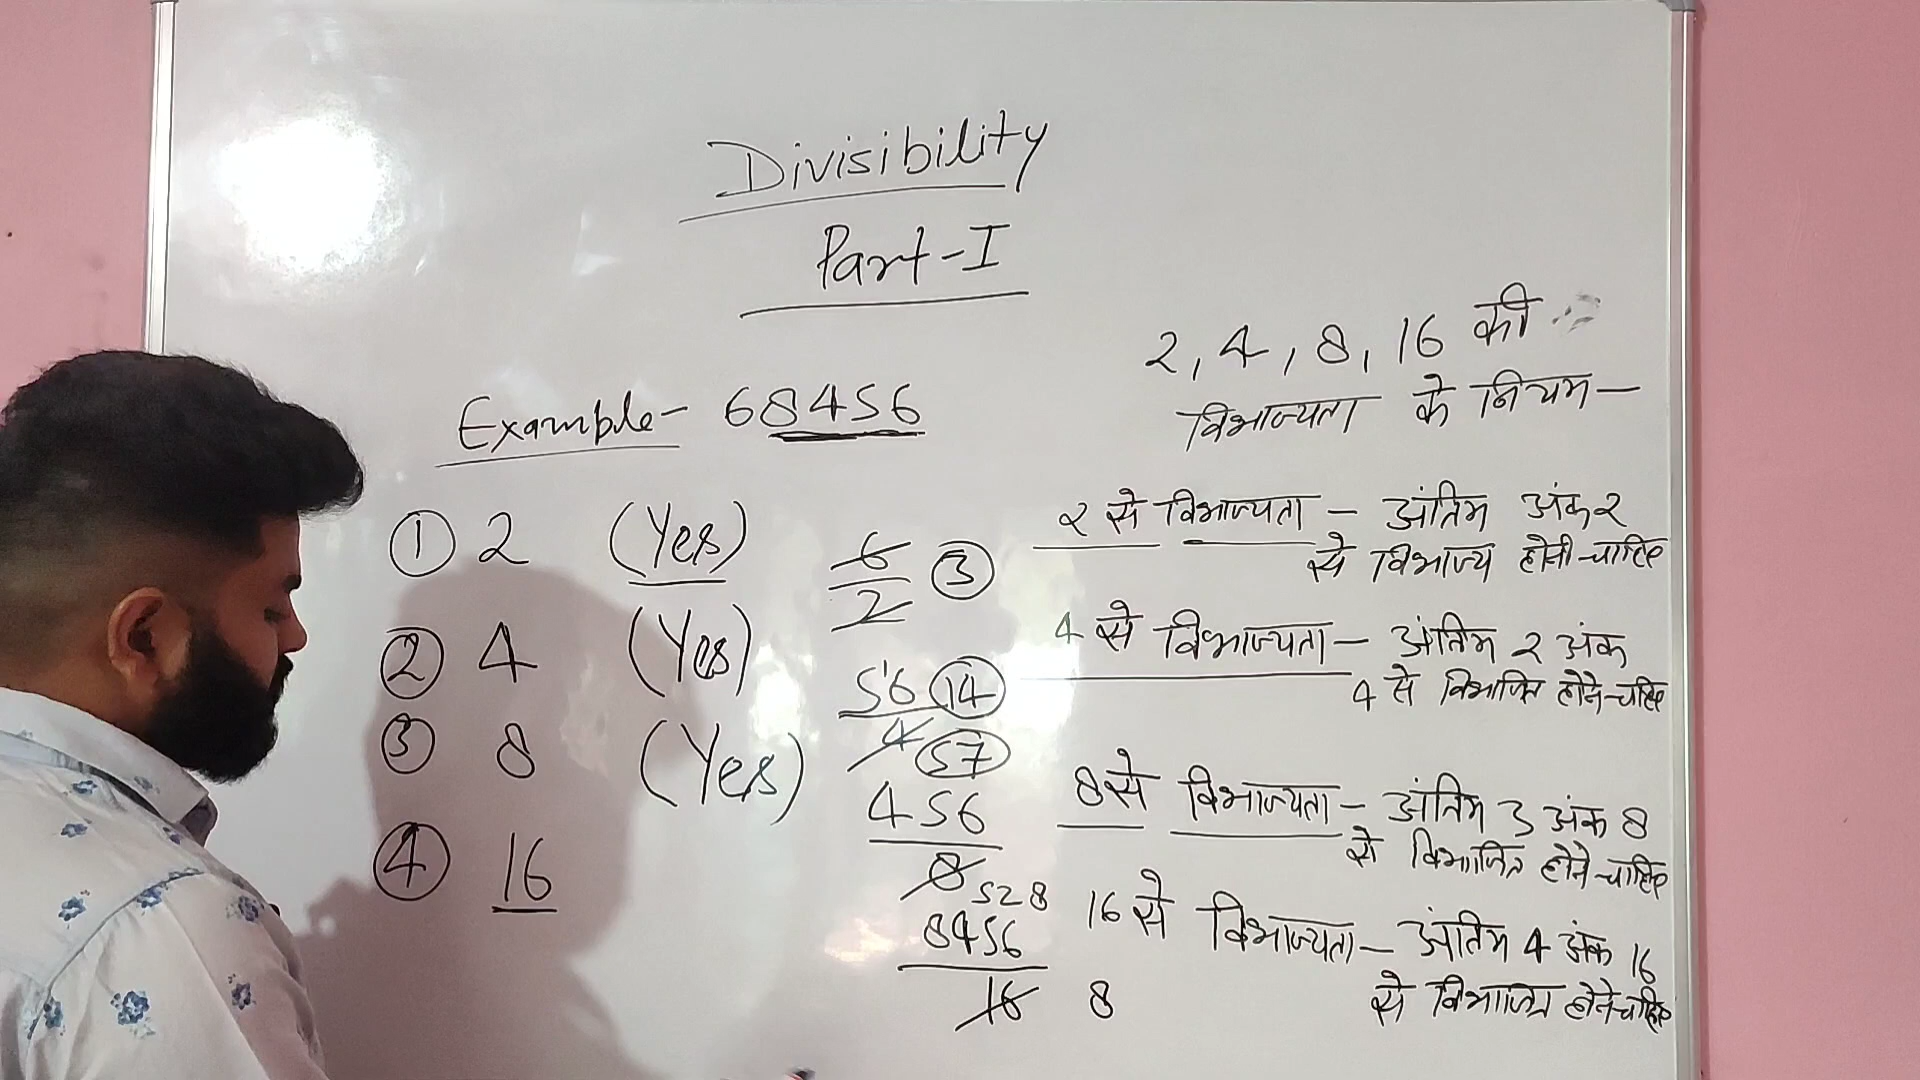 Divisibility
Part-I
Example- 68456
① 2 (Yes)
6/2 ③
② 4 (Yes)
56/4 ⑭
③ 8 (Yes)
57
456/8
④ 16
528
8456/16 8
2, 4, 8, 16 की
विभाज्यता के नियम-
2 से विभाज्यता - अंतिम अंक 2
से विभाज्य होनी चाहिए
4 से विभाज्यता - अंतिम 2 अंक
4 से विभाजित होने चाहिए
8 से विभाज्यता - अंतिम 3 अंक 8
से विभाजित होने चाहिए
16 से विभाज्यता - अंतिम 4 अंक 16
से विभाजित होने चाहिए